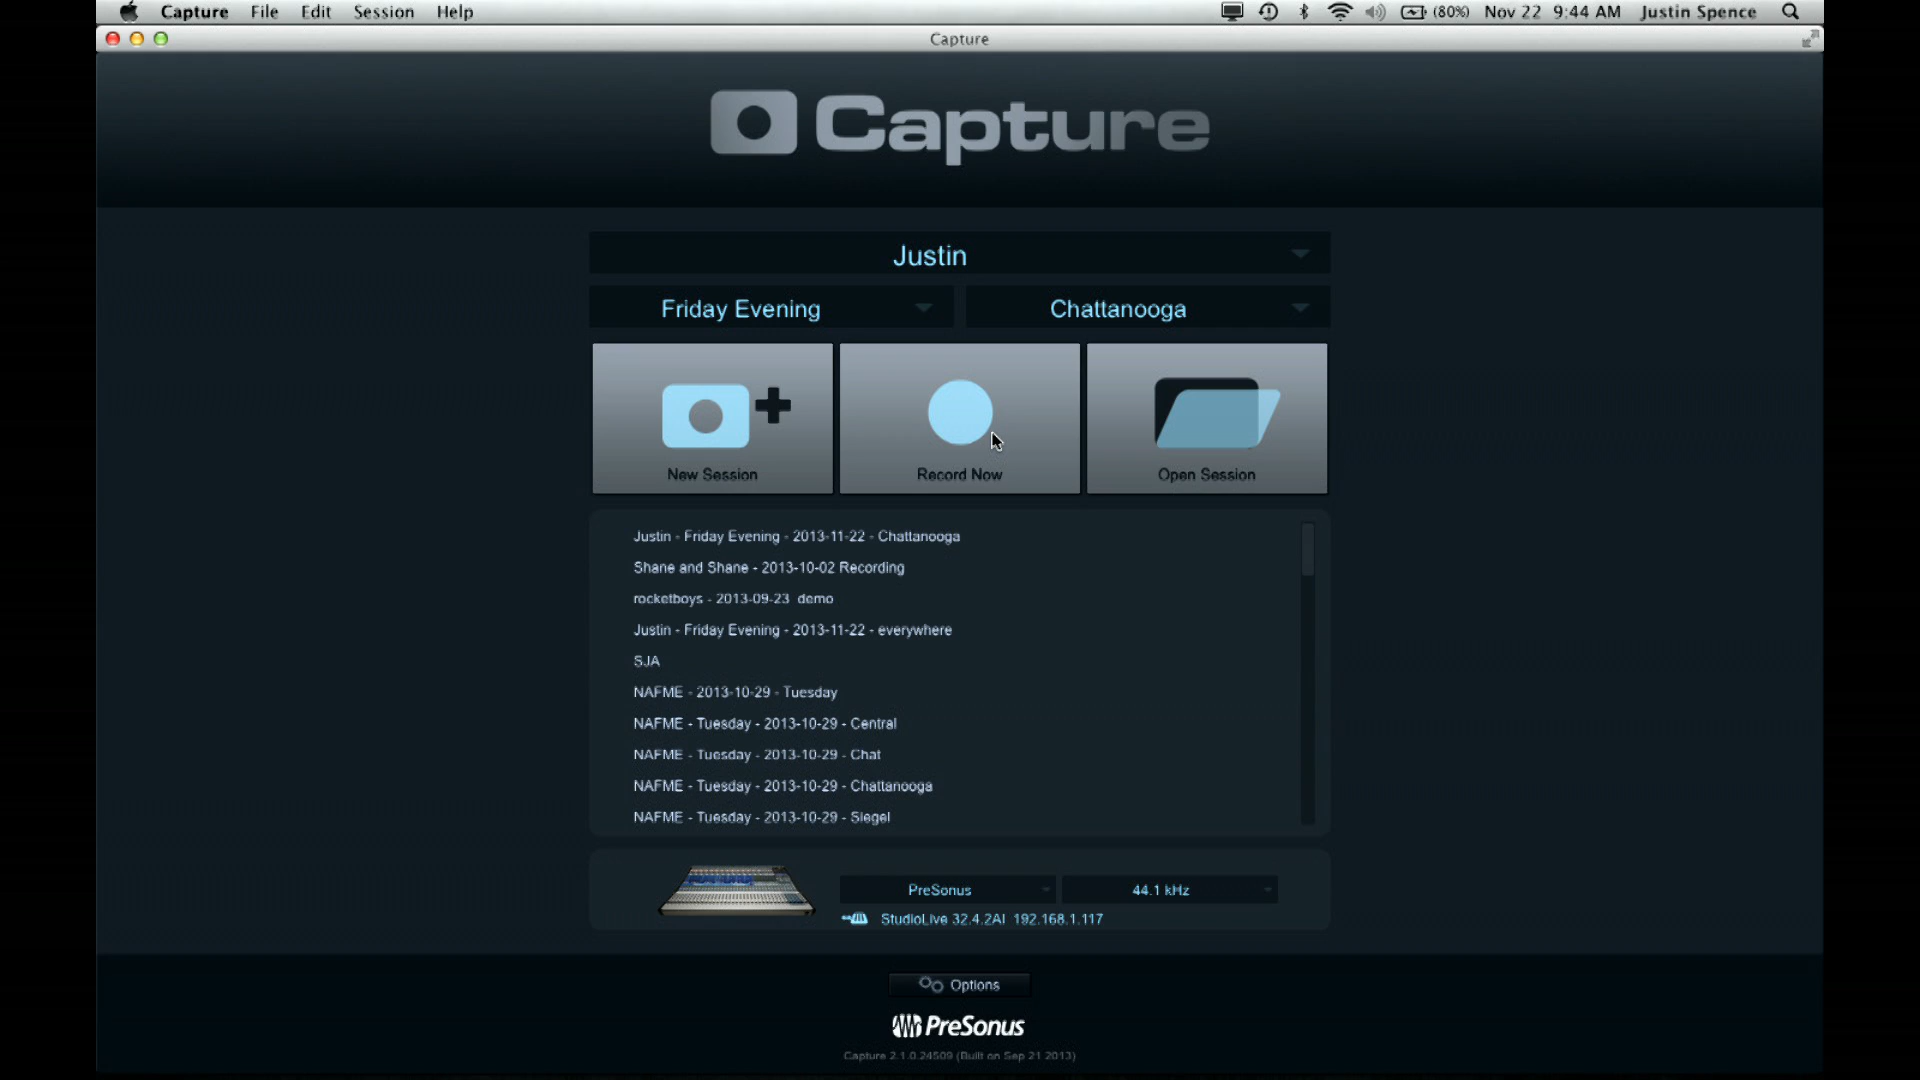 Capture File Edit Session Help (80%) Nov 22 9:44 AM Justin Spence
Capture
Capture
Justin
Friday Evening Chattanooga
New Session Record Now Open Session
Justin - Friday Evening - 2013-11-22 - Chattanooga
Shane and Shane - 2013-10-02 Recording
rocketboys - 2013-09-23 demo
Justin - Friday Evening - 2013-11-22 - everywhere
SJA
NAFME - 2013-10-29 - Tuesday
NAFME - Tuesday - 2013-10-29 - Central
NAFME - Tuesday - 2013-10-29 - Chat
NAFME - Tuesday - 2013-10-29 - Chattanooga
NAFME - Tuesday - 2013-10-29 - Siegel
PreSonus 44.1 kHz
StudioLive 32.4.2AI 192.168.1.117
Options
PreSonus
Capture 2.1.0.24509 (Built on Sep 21 2013)